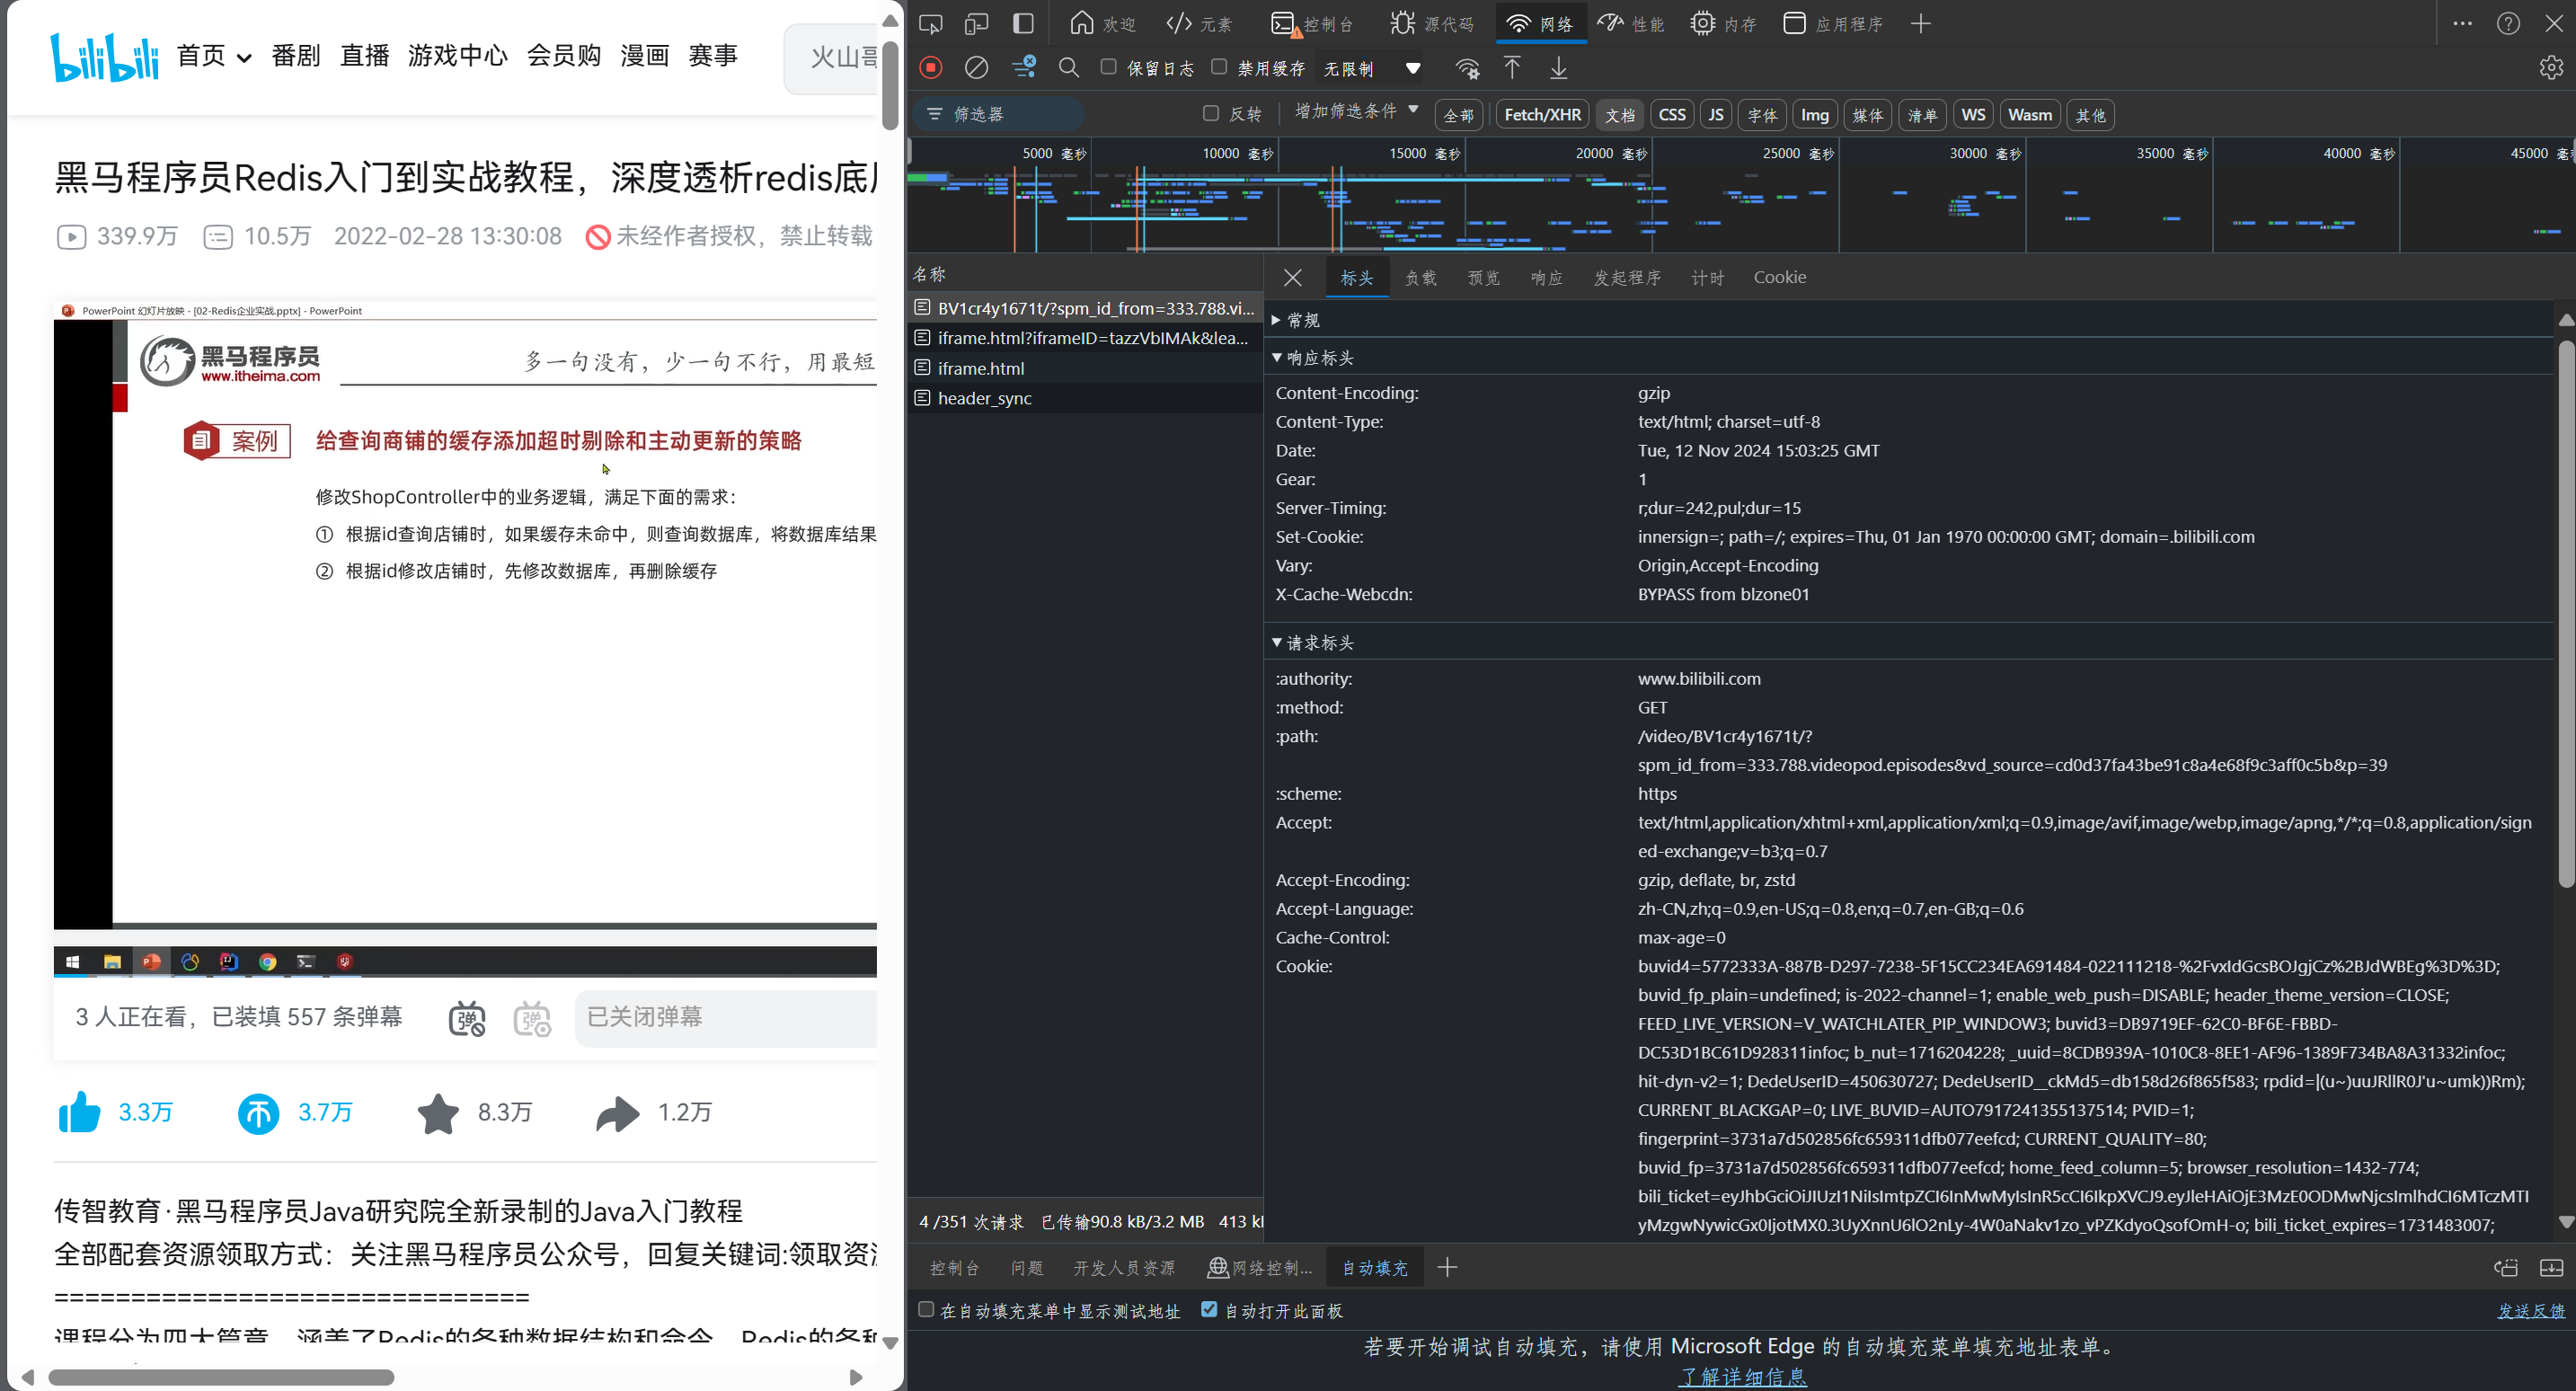 bilibili 首页 番剧 直播 游戏中心 会员购 漫画 赛事 火山哥
黑马程序员Redis入门到实战教程，深度透析redis底层
339.9万 10.5万 2022-02-28 13:30:08 未经作者授权，禁止转载
PowerPoint 幻灯片放映 - [02-Redis企业实战.pptx] - PowerPoint
黑马程序员
www.itheima.com
多一句没有，少一句不行，用最短
案例 给查询商铺的缓存添加超时剔除和主动更新的策略
修改ShopController中的业务逻辑，满足下面的需求：
① 根据id查询店铺时，如果缓存未命中，则查询数据库，将数据库结果
② 根据id修改店铺时，先修改数据库，再删除缓存
3 人正在看，已装填 557 条弹幕 已关闭弹幕
3.3万 3.7万 8.3万 1.2万
传智教育·黑马程序员Java研究院全新录制的Java入门教程
全部配套资源领取方式：关注黑马程序员公众号，回复关键词:领取资
===============================
课程分为四大篇章，涵盖了Redis的各种数据结构和命令，Redis的各种
欢迎 元素 控制台 源代码 网络 性能 内存 应用程序
保留日志 禁用缓存 无限制
筛选器 反转 增加筛选条件 全部 Fetch/XHR 文档 CSS JS 字体 Img 媒体 清单 WS Wasm 其他
5000 毫秒 10000 毫秒 15000 毫秒 20000 毫秒 25000 毫秒 30000 毫秒 35000 毫秒 40000 毫秒 45000 毫秒
名称
BV1cr4y1671t/?spm_id_from=333.788.vi...
iframe.html?iframeID=tazzVbIMAk&lea...
iframe.html
header_sync
4 /351 次请求 已传输90.8 kB/3.2 MB 413 k
标头 负载 预览 响应 发起程序 计时 Cookie
常规
响应标头
Content-Encoding: gzip
Content-Type: text/html; charset=utf-8
Date: Tue, 12 Nov 2024 15:03:25 GMT
Gear: 1
Server-Timing: r;dur=242,pul;dur=15
Set-Cookie: innersign=; path=/; expires=Thu, 01 Jan 1970 00:00:00 GMT; domain=.bilibili.com
Vary: Origin,Accept-Encoding
X-Cache-Webcdn: BYPASS from blzone01
请求标头
:authority: www.bilibili.com
:method: GET
:path: /video/BV1cr4y1671t/?
spm_id_from=333.788.videopod.episodes&vd_source=cd0d37fa43be91c8a4e68f9c3aff0c5b&p=39
:scheme: https
Accept: text/html,application/xhtml+xml,application/xml;q=0.9,image/avif,image/webp,image/apng,*/*;q=0.8,application/sign
ed-exchange;v=b3;q=0.7
Accept-Encoding: gzip, deflate, br, zstd
Accept-Language: zh-CN,zh;q=0.9,en-US;q=0.8,en;q=0.7,en-GB;q=0.6
Cache-Control: max-age=0
Cookie: buvid4=5772333A-887B-D297-7238-5F15CC234EA691484-022111218-%2FvxIdGcsBOJgjCz%2BJdWBEg%3D%3D;
buvid_fp_plain=undefined; is-2022-channel=1; enable_web_push=DISABLE; header_theme_version=CLOSE;
FEED_LIVE_VERSION=V_WATCHLATER_PIP_WINDOW3; buvid3=DB9719EF-62C0-BF6E-FBBD-
DC53D1BC61D928311infoc; b_nut=1716204228; _uuid=8CDB939A-1010C8-8EE1-AF96-1389F734BA8A31332infoc;
hit-dyn-v2=1; DedeUserID=450630727; DedeUserID__ckMd5=db158d26f865f583; rpdid=|(u~)uuJRllR0J'u~umk))Rm);
CURRENT_BLACKGAP=0; LIVE_BUVID=AUTO7917241355137514; PVID=1;
fingerprint=3731a7d502856fc659311dfb077eefcd; CURRENT_QUALITY=80;
buvid_fp=3731a7d502856fc659311dfb077eefcd; home_feed_column=5; browser_resolution=1432-774;
bili_ticket=eyJhbGciOiJIUzI1NiIsImtpZCI6InMwMyIsInR5cCI6IkpXVCJ9.eyJleHAiOjE3MzE0ODMwNjcsImlhdCI6MTczMTI
yMzgwNywicGx0IjotMX0.3UyXnnU6lO2nLy-4W0aNakv1zo_vPZKdyoQsofOmH-o; bili_ticket_expires=1731483007;
控制台 问题 开发人员资源 网络控制... 自动填充
在自动填充菜单中显示测试地址 自动打开此面板 发送反馈
若要开始调试自动填充，请使用 Microsoft Edge 的自动填充菜单填充地址表单。
了解详细信息